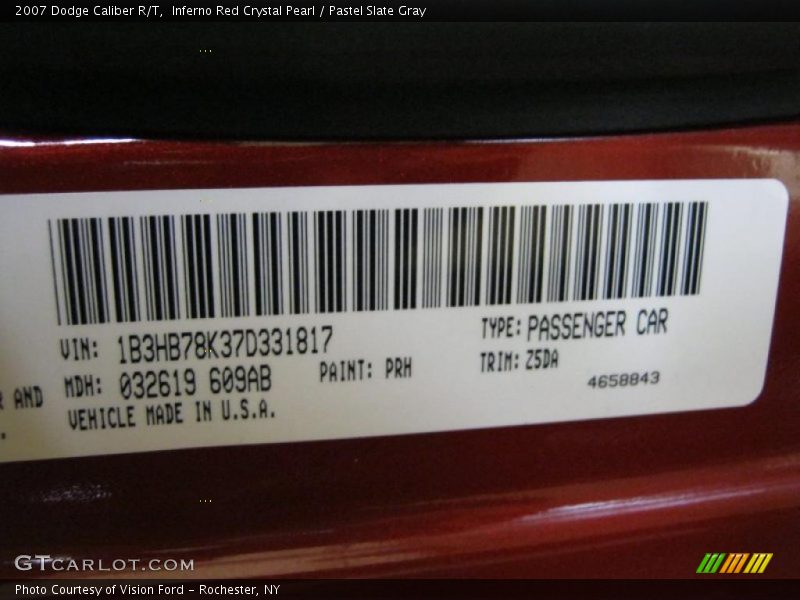 2007 Dodge Caliber R/T, Inferno Red Crystal Pearl / Pastel Slate Gray
VIN: 1B3HB78K37D331817
TYPE: PASSENGER CAR
R AND
MDH: 032619 609AB
PAINT: PRH
TRIM: Z5DA
VEHICLE MADE IN U.S.A.
4658843
GTCARLOT.COM
Photo Courtesy of Vision Ford - Rochester, NY